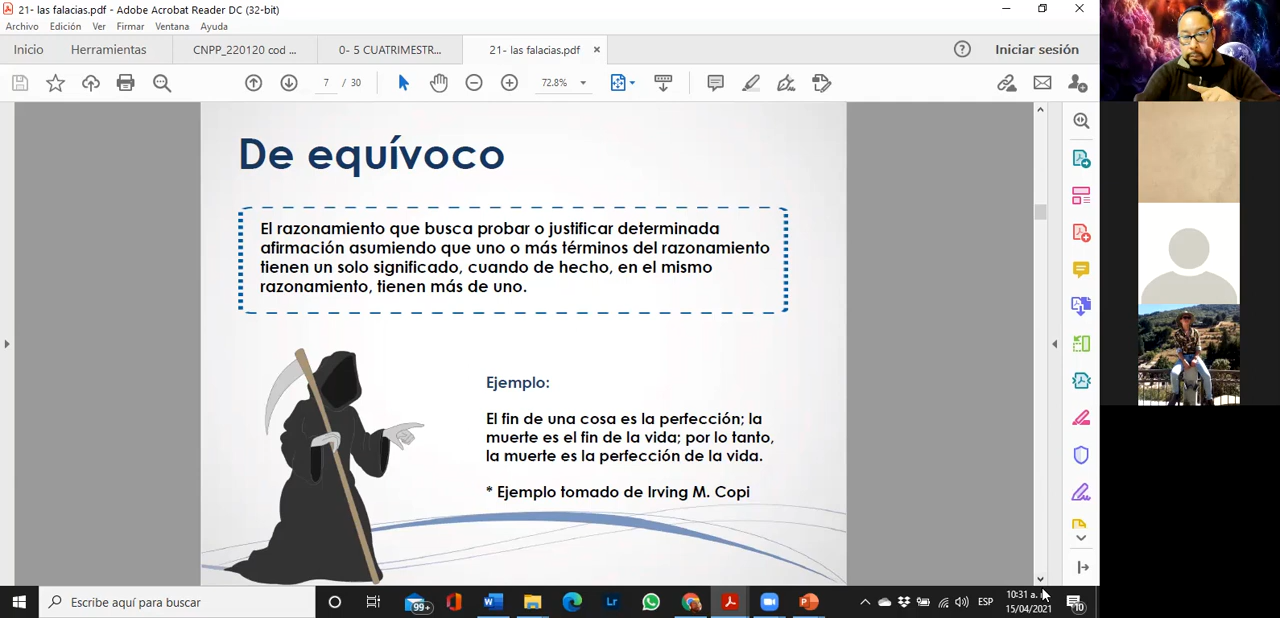 21- las falacias.pdf - Adobe Acrobat Reader DC (32-bit)
Archivo Edición Ver Firmar Ventana Ayuda
Inicio Herramientas CNPP_220120 cod ... 0- 5 CUATRIMESTR... 21- las falacias.pdf × Iniciar sesión
7 / 30 72.8%
De equívoco
El razonamiento que busca probar o justificar determinada
afirmación asumiendo que uno o más términos del razonamiento
tienen un solo significado, cuando de hecho, en el mismo
razonamiento, tienen más de uno.
Ejemplo:
El fin de una cosa es la perfección; la
muerte es el fin de la vida; por lo tanto,
la muerte es la perfección de la vida.
* Ejemplo tomado de Irving M. Copi
Escribe aquí para buscar
99+
Lr
ESP
10:31 a.
15/04/2021
10